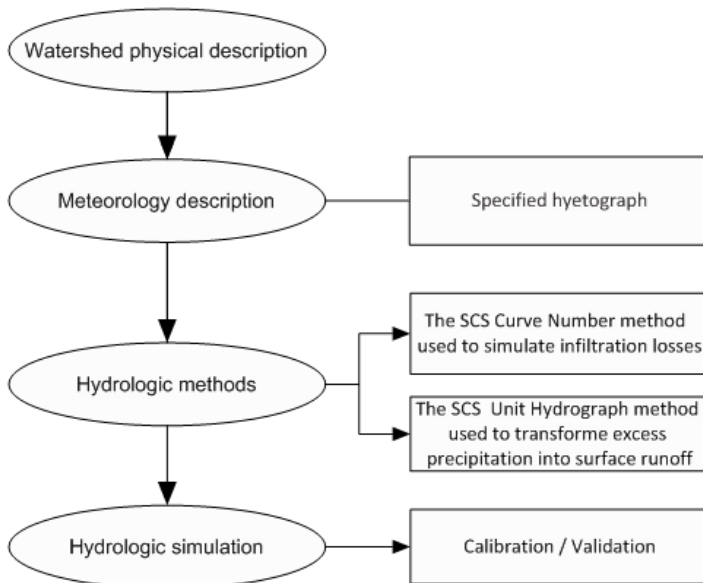 Watershed physical description
Meteorology description
Specified hyetograph
Hydrologic methods
The SCS Curve Number method
used to simulate infiltration losses
The SCS Unit Hydrograph method
used to transforme excess
precipitation into surface runoff
Hydrologic simulation
Calibration / Validation